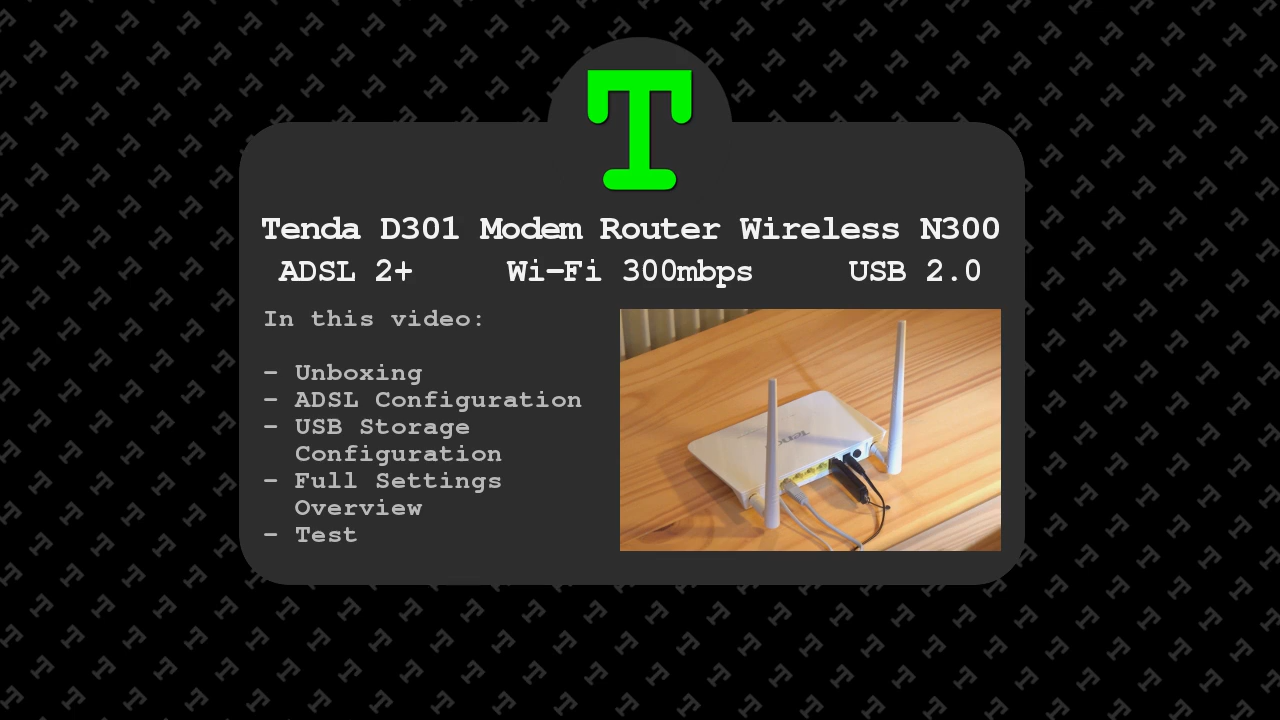 T
Tenda D301 Modem Router Wireless N300
ADSL 2+ Wi-Fi 300mbps USB 2.0
In this video:
- Unboxing
- ADSL Configuration
- USB Storage
Configuration
- Full Settings
Overview
- Test
Tenda